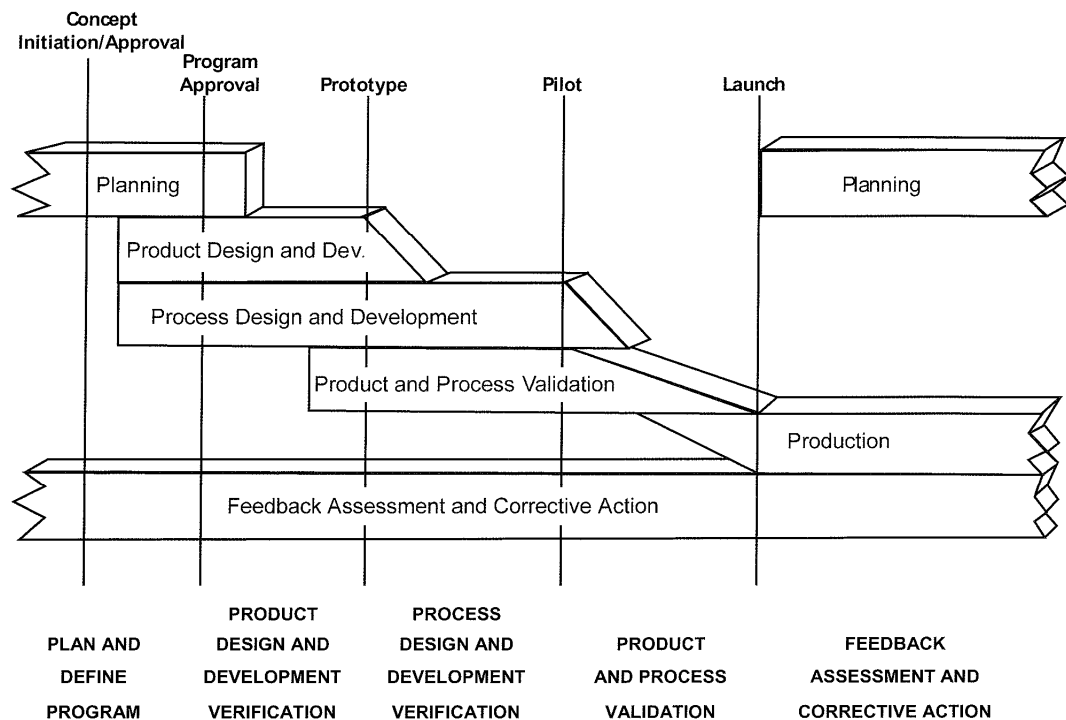 Concept
Initiation/Approval
Program
Approval
Prototype
Pilot
Launch
Planning
Planning
Product Design and Dev.
Process Design and Development
Product and Process Validation
Production
Feedback Assessment and Corrective Action
PLAN AND
DEFINE
PROGRAM
PRODUCT
DESIGN AND
DEVELOPMENT
VERIFICATION
PROCESS
DESIGN AND
DEVELOPMENT
VERIFICATION
PRODUCT
AND PROCESS
VALIDATION
FEEDBACK
ASSESSMENT AND
CORRECTIVE ACTION